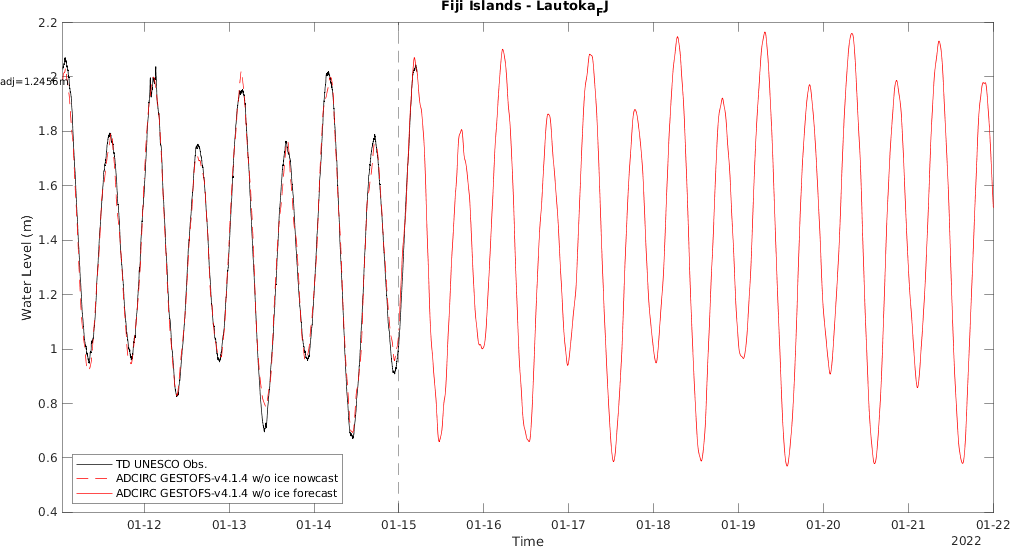 Fiji Islands - Lautoka_FJ
2.2
adj=1.2456m
2
1.8
1.6
1.4
1.2
1
0.8
0.6
0.4
Water Level (m)
TD UNESCO Obs.
ADCIRC GESTOFS-v4.1.4 w/o ice nowcast
ADCIRC GESTOFS-v4.1.4 w/o ice forecast
01-12 01-13 01-14 01-15 01-16 01-17 01-18 01-19 01-20 01-21 01-22
Time
2022